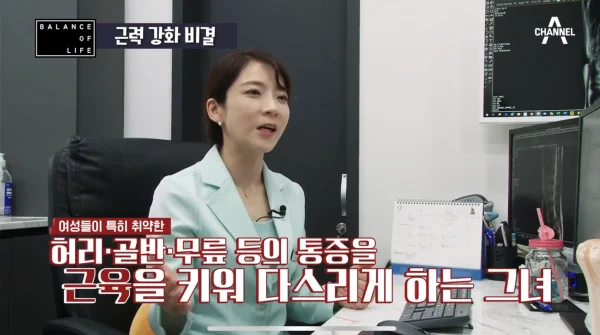 BALANCE
OF
LIFE
근력 강화 비결
CHANNEL
A
여성들이 특히 취약한
허리·골반·무릎 등의 통증을
근육을 키워 다스리게 하는 그녀